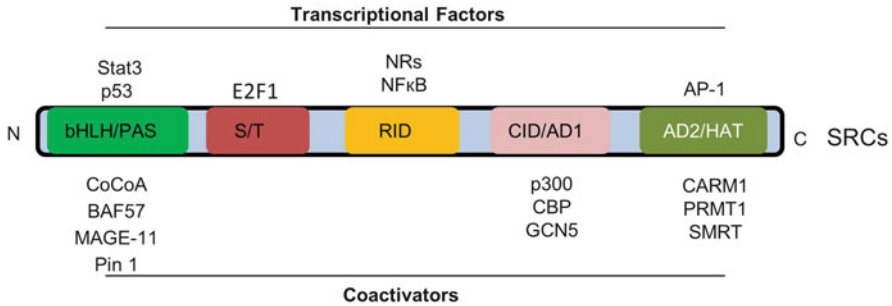 Transcriptional Factors
Stat3
p53
E2F1
NRs
NFκB
AP-1
N
bHLH/PAS
S/T
RID
CID/AD1
AD2/HAT
C
SRCs
CoCoA
BAF57
MAGE-11
Pin 1
p300
CBP
GCN5
CARM1
PRMT1
SMRT
Coactivators